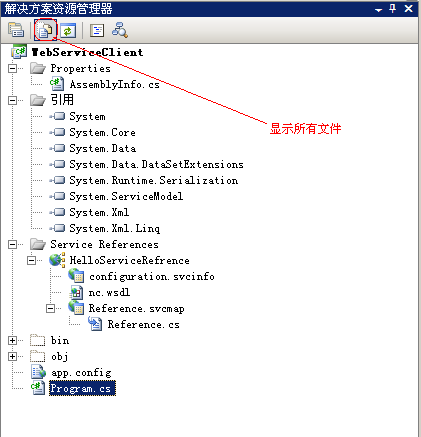 解决方案资源管理器
WebServiceClient
Properties
AssemblyInfo.cs
引用
显示所有文件
System
System.Core
System.Data
System.Data.DataSetExtensions
System.Runtime.Serialization
System.ServiceModel
System.Xml
System.Xml.Linq
Service References
HelloServiceRefrence
configuration.svcinfo
nc.wsdl
Reference.svcmap
Reference.cs
bin
obj
app.config
Program.cs